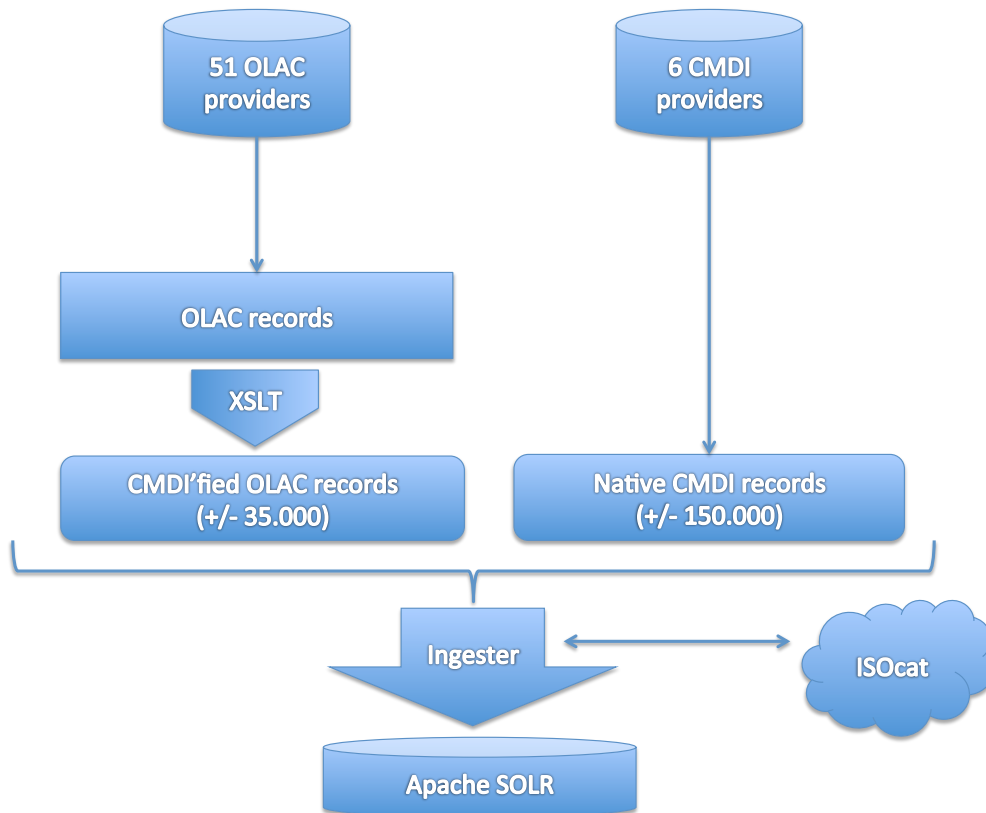 51 OLAC
providers
6 CMDI
providers
OLAC records
XSLT
CMDI'fied OLAC records
(+/- 35.000)
Native CMDI records
(+/- 150.000)
Ingester
ISOcat
Apache SOLR